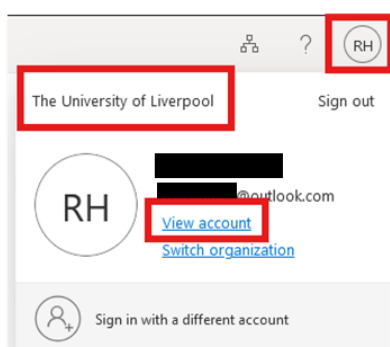 ? RH
The University of Liverpool Sign out
RH
@outlook.com
View account
Switch organization
Sign in with a different account